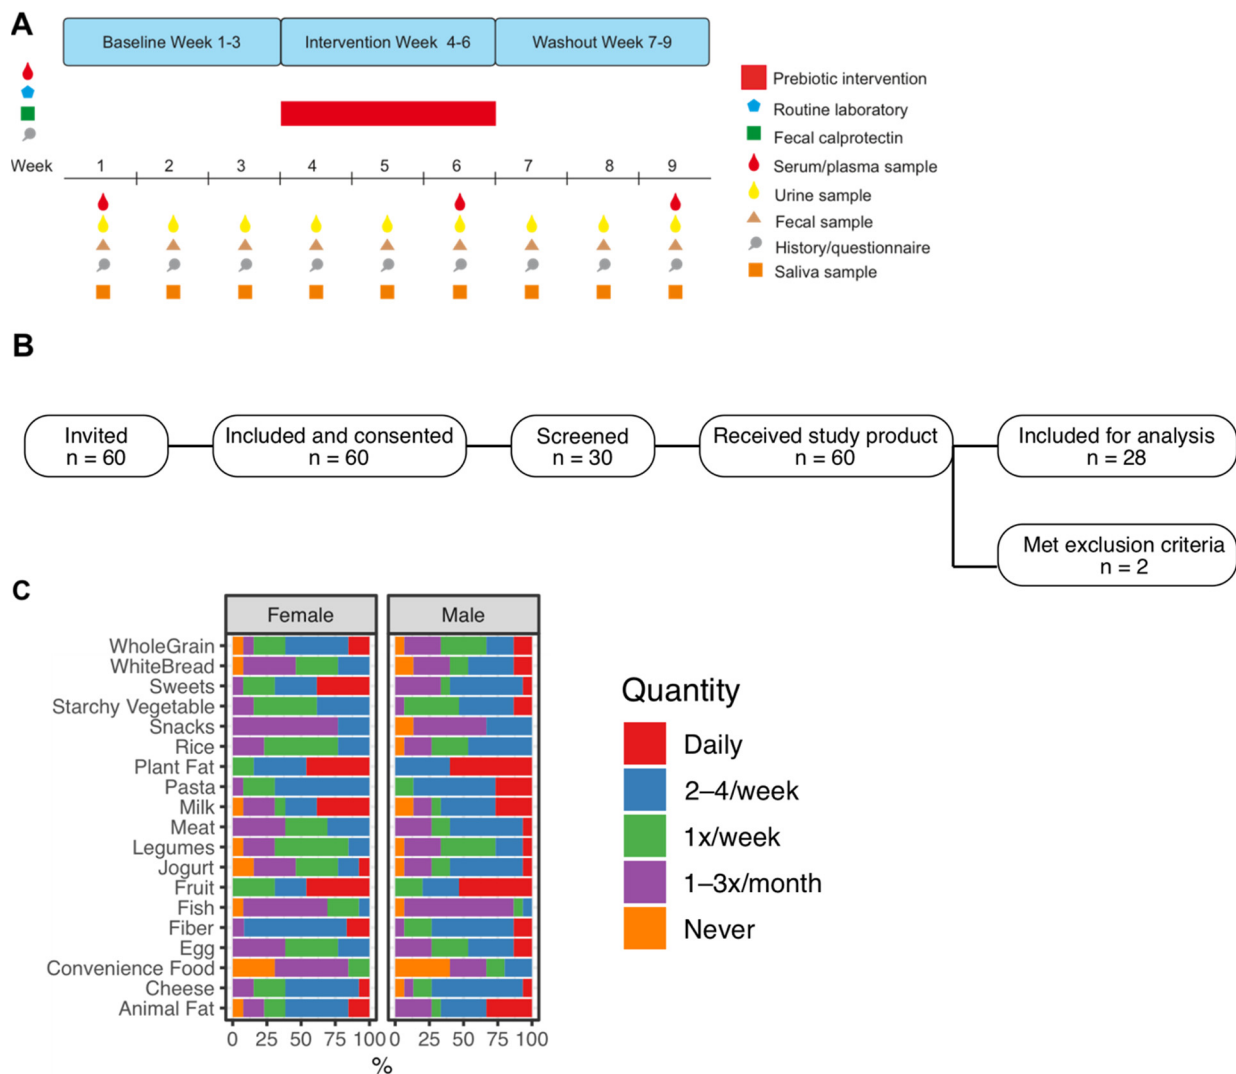 A
Baseline Week 1-3
Intervention Week 4-6
Washout Week 7-9
Prebiotic intervention
Routine laboratory
Fecal calprotectin
Serum/plasma sample
Urine sample
Fecal sample
History/questionnaire
Saliva sample
Week 1 2 3 4 5 6 7 8 9
B
Invited
n = 60
Included and consented
n = 60
Screened
n = 30
Received study product
n = 60
Included for analysis
n = 28
Met exclusion criteria
n = 2
C
Female
Male
WholeGrain
WhiteBread
Sweets
Starchy Vegetable
Snacks
Rice
Plant Fat
Pasta
Milk
Meat
Legumes
Jogurt
Fruit
Fish
Fiber
Egg
Convenience Food
Cheese
Animal Fat
0 25 50 75 100
0 25 50 75 100
%
Quantity
Daily
2–4/week
1x/week
1–3x/month
Never